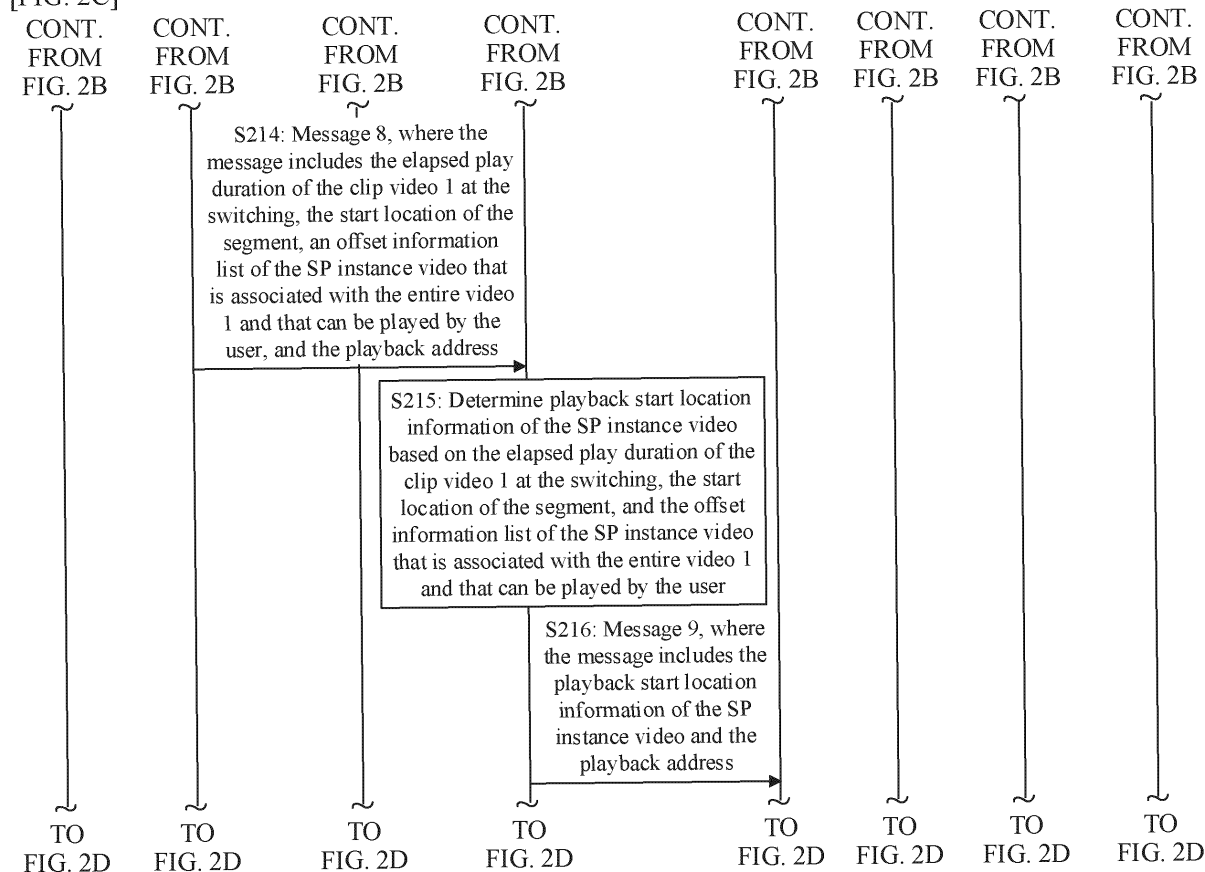 [FIG. 2C]
CONT. CONT. CONT. CONT. CONT. CONT. CONT. CONT.
FROM FROM FROM FROM FROM FROM FROM FROM
FIG. 2B FIG. 2B FIG. 2B FIG. 2B FIG. 2B FIG. 2B FIG. 2B FIG. 2B
S214: Message 8, where the
message includes the elapsed play
duration of the clip video 1 at the
switching, the start location of the
segment, an offset information
list of the SP instance video that
is associated with the entire video
1 and that can be played by the
user, and the playback address
S215: Determine playback start location
information of the SP instance video
based on the elapsed play duration of the
clip video 1 at the switching, the start
location of the segment, and the offset
information list of the SP instance video
that is associated with the entire video 1
and that can be played by the user
S216: Message 9, where
the message includes the
playback start location
information of the SP
instance video and the
playback address
TO TO TO TO TO TO TO TO
FIG. 2D FIG. 2D FIG. 2D FIG. 2D FIG. 2D FIG. 2D FIG. 2D FIG. 2D